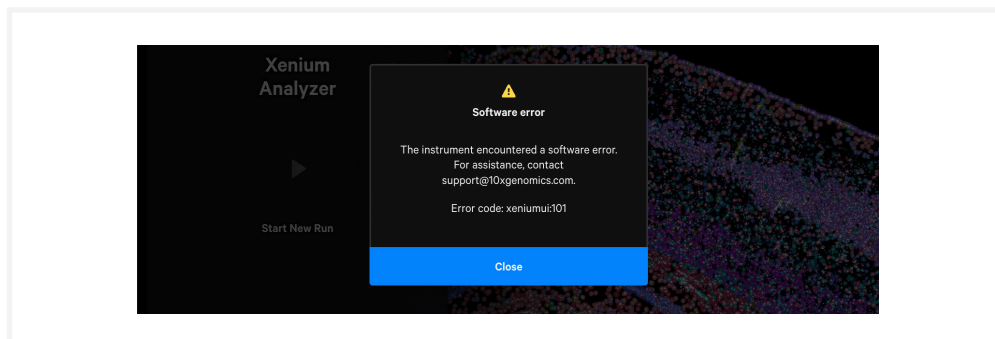 Xenium
Analyzer
Start New Run
Software error
The instrument encountered a software error.
For assistance, contact
support@10xgenomics.com.
Error code: xeniumui:101
Close